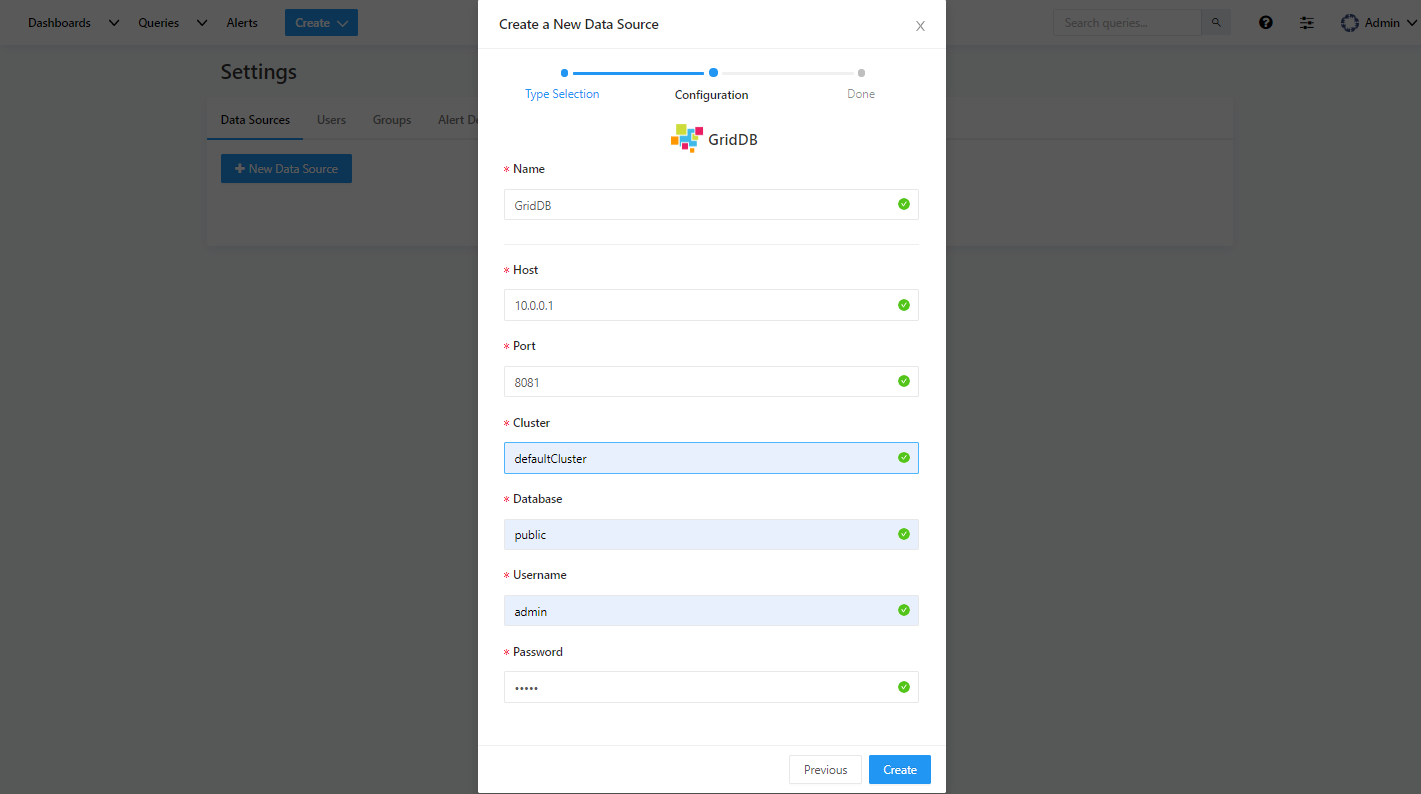 Dashboards Queries Alerts Create Search queries... Admin
Settings
Data Sources Users Groups Alert De
New Data Source
Create a New Data Source
Type Selection Configuration Done
GridDB
* Name
GridDB
* Host
10.0.0.1
* Port
8081
* Cluster
defaultCluster
* Database
public
* Username
admin
* Password
•••••
Previous Create